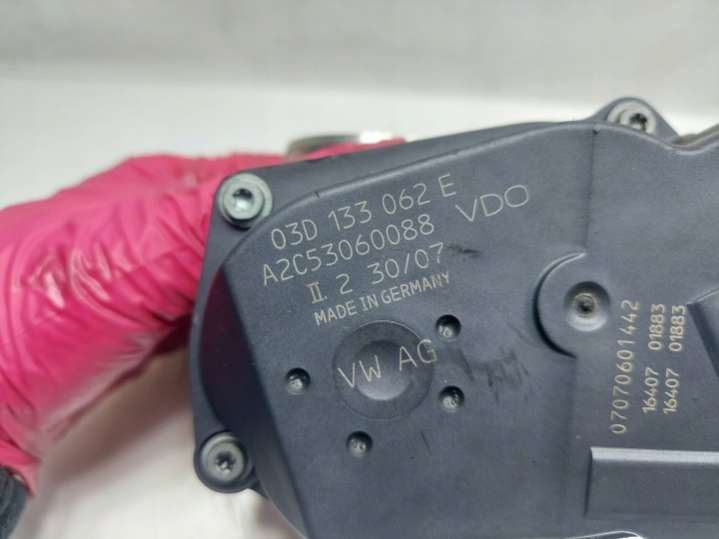 03D 133 062 E
VDO
A2C53060088
II 2 30/07
MADE IN GERMANY
VW AG
07070601442
16407 01883
16407 01883